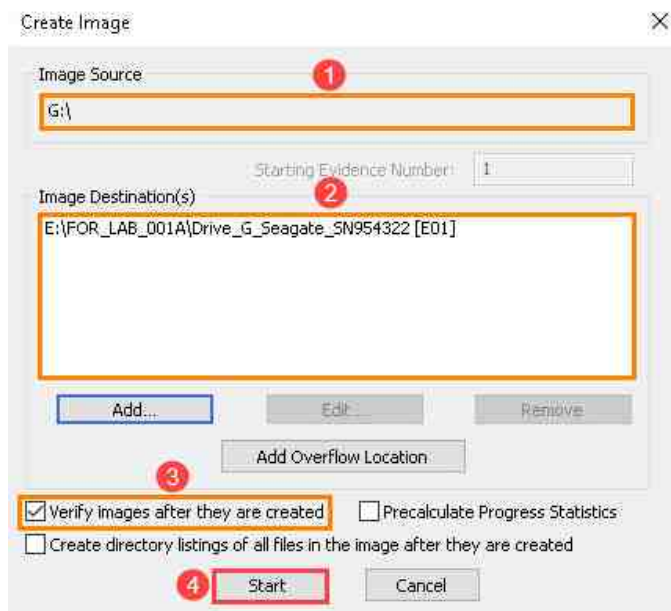 Create Image
Image Source
1
G:\
Starting Evidence Number: 1
2
Image Destination(s)
E:\FOR_LAB_001A\Drive_G_Seagate_SN954322 [E01]
Add... Edit... Remove
Add Overflow Location
3
Verify images after they are created Precalculate Progress Statistics
Create directory listings of all files in the image after they are created
4 Start Cancel